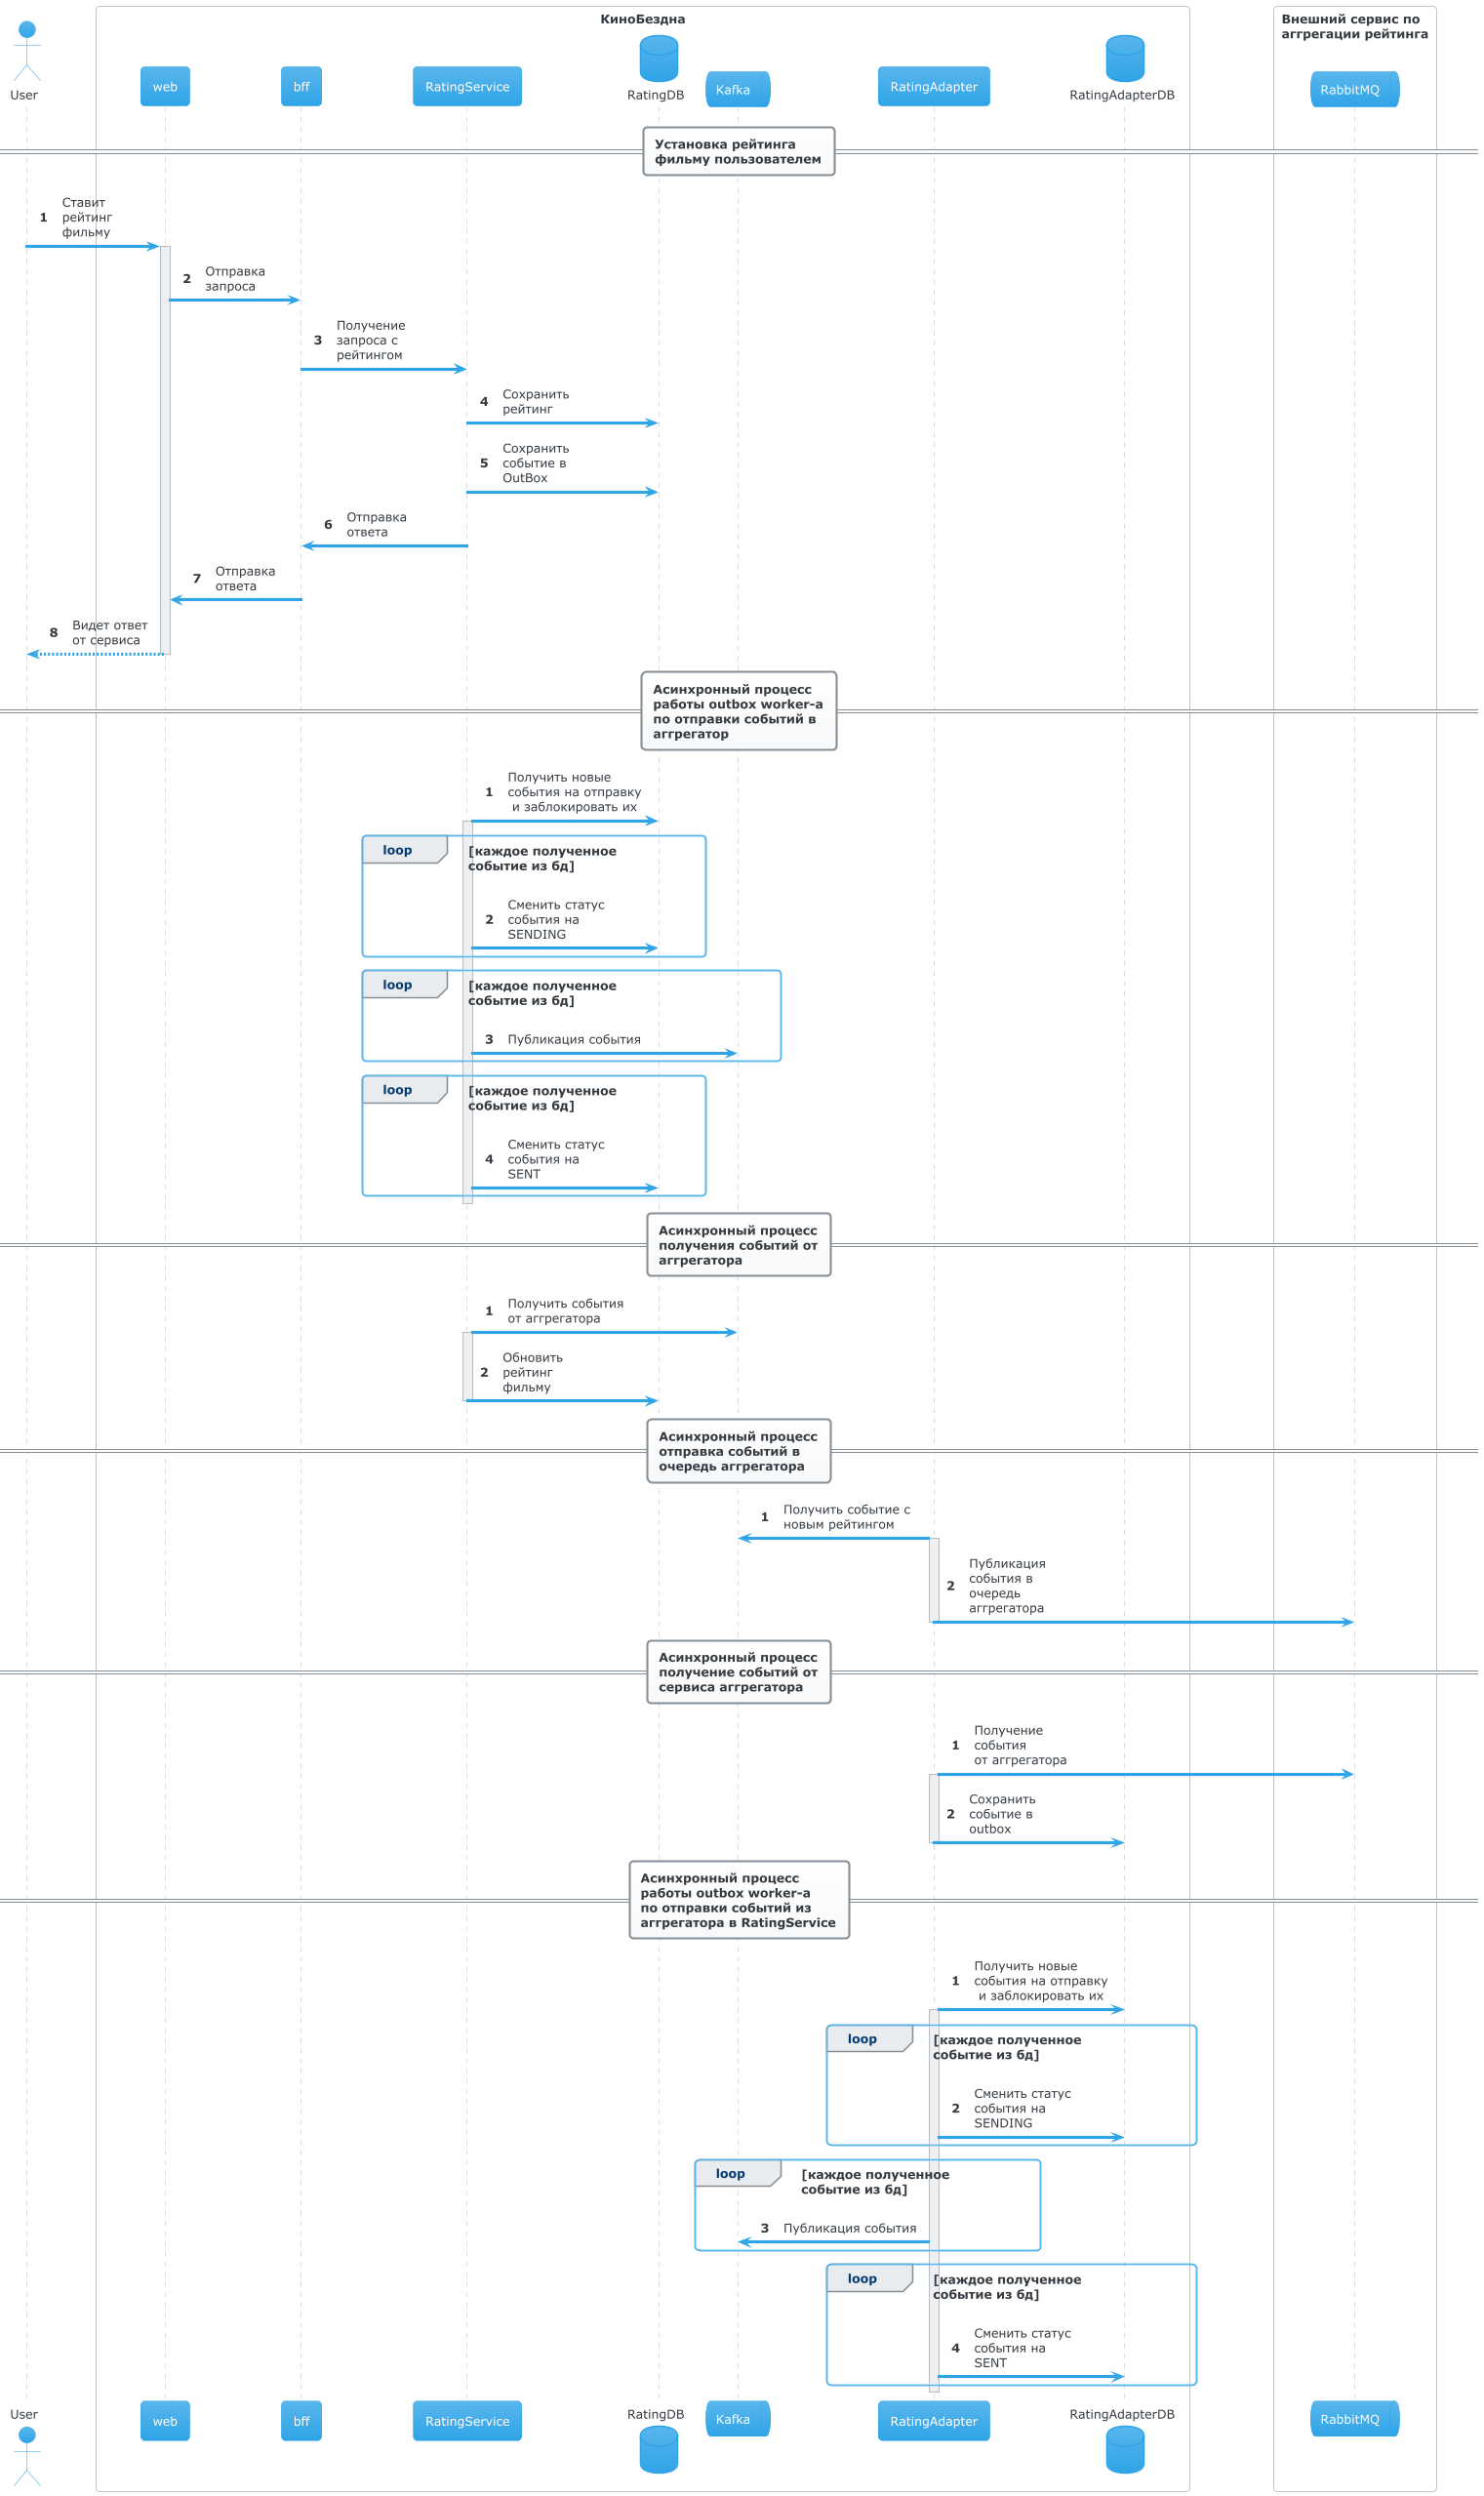 КиноБездна
Внешний сервис по
аггрегации рейтинга
User
web
bff
RatingService
RatingDB
Kafka
RatingAdapter
RatingAdapterDB
RabbitMQ
Установка рейтинга
фильму пользователем
1 Ставит
рейтинг
фильму
2 Отправка
запроса
3 Получение
запроса с
рейтингом
4 Сохранить
рейтинг
5 Сохранить
событие в
OutBox
6 Отправка
ответа
7 Отправка
ответа
8 Видет ответ
от сервиса
Асинхронный процесс
работы outbox worker-а
по отправки событий в
аггрегатор
1 Получить новые
события на отправку
и заблокировать их
loop [каждое полученное
событие из бд]
2 Сменить статус
события на
SENDING
loop [каждое полученное
событие из бд]
3 Публикация события
loop [каждое полученное
событие из бд]
4 Сменить статус
события на
SENT
Асинхронный процесс
получения событий от
аггрегатора
1 Получить события
от аггрегатора
2 Обновить
рейтинг
фильму
Асинхронный процесс
отправка событий в
очередь аггрегатора
1 Получить событие с
новым рейтингом
2 Публикация
события в
очередь
аггрегатора
Асинхронный процесс
получение событий от
сервиса аггрегатора
1 Получение
события
от аггрегатора
2 Сохранить
событие в
outbox
Асинхронный процесс
работы outbox worker-а
по отправки событий из
аггрегатора в RatingService
1 Получить новые
события на отправку
и заблокировать их
loop [каждое полученное
событие из бд]
2 Сменить статус
события на
SENDING
loop [каждое полученное
событие из бд]
3 Публикация события
loop [каждое полученное
событие из бд]
4 Сменить статус
события на
SENT
User
web
bff
RatingService
RatingDB
Kafka
RatingAdapter
RatingAdapterDB
RabbitMQ